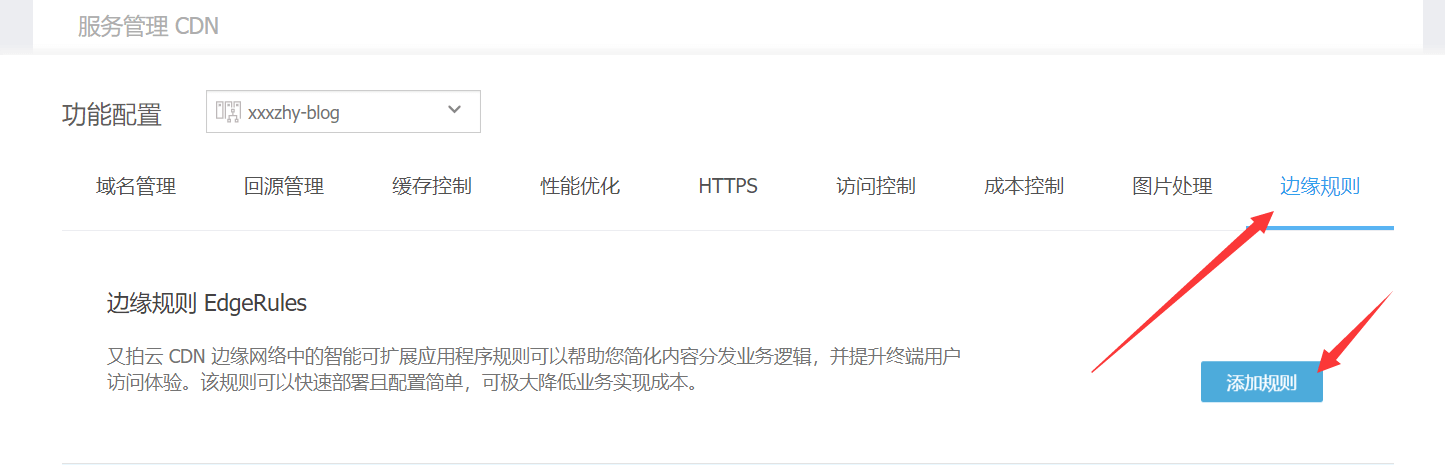 服务管理 CDN
功能配置 xxxzhy-blog
域名管理 回源管理 缓存控制 性能优化 HTTPS 访问控制 成本控制 图片处理 边缘规则
边缘规则 EdgeRules
又拍云 CDN 边缘网络中的智能可扩展应用程序规则可以帮助您简化内容分发业务逻辑，并提升终端用户
访问体验。该规则可以快速部署且配置简单，可极大降低业务实现成本。
添加规则